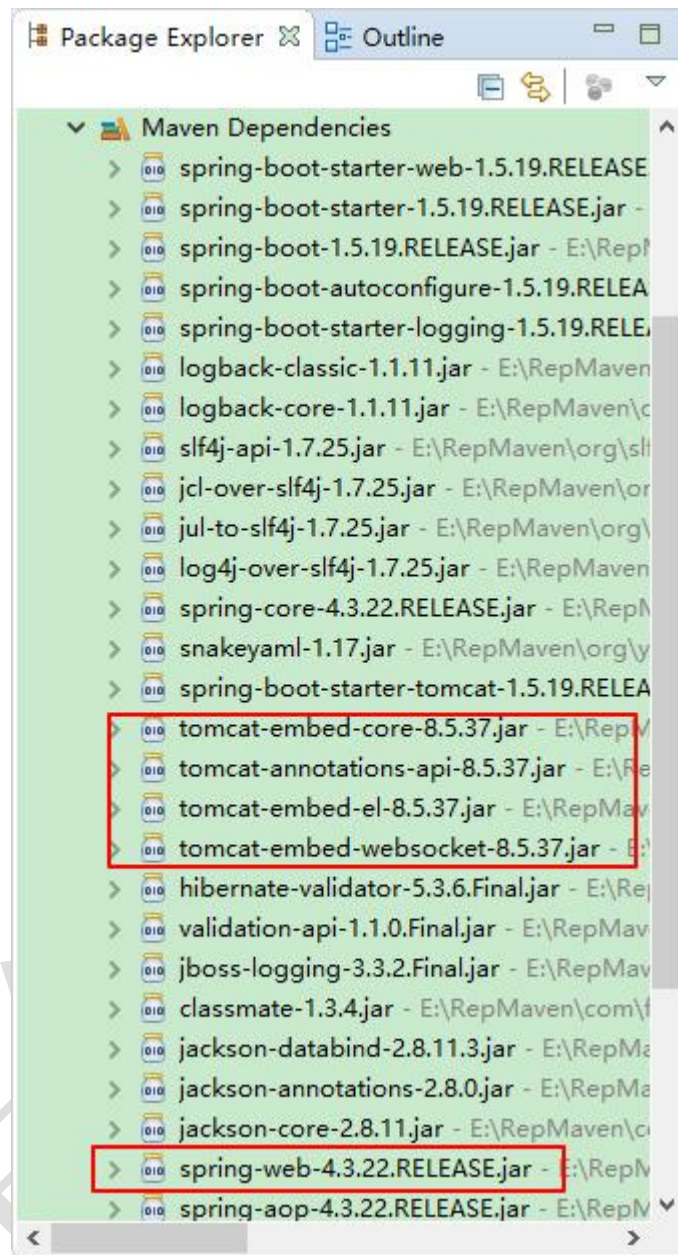 Package Explorer Outline
Maven Dependencies
spring-boot-starter-web-1.5.19.RELEASE
spring-boot-starter-1.5.19.RELEASE.jar -
spring-boot-1.5.19.RELEASE.jar - E:\Rep
spring-boot-autoconfigure-1.5.19.RELEA
spring-boot-starter-logging-1.5.19.RELE
logback-classic-1.1.11.jar - E:\RepMaven
logback-core-1.1.11.jar - E:\RepMaven\c
slf4j-api-1.7.25.jar - E:\RepMaven\org\slf
jcl-over-slf4j-1.7.25.jar - E:\RepMaven\or
jul-to-slf4j-1.7.25.jar - E:\RepMaven\org\
log4j-over-slf4j-1.7.25.jar - E:\RepMaven
spring-core-4.3.22.RELEASE.jar - E:\Rep
snakeyaml-1.17.jar - E:\RepMaven\org\y
spring-boot-starter-tomcat-1.5.19.RELEA
tomcat-embed-core-8.5.37.jar - E:\Rep
tomcat-annotations-api-8.5.37.jar - E:\Re
tomcat-embed-el-8.5.37.jar - E:\RepMav
tomcat-embed-websocket-8.5.37.jar - E:\
hibernate-validator-5.3.6.Final.jar - E:\Rep
validation-api-1.1.0.Final.jar - E:\RepMav
jboss-logging-3.3.2.Final.jar - E:\RepMav
classmate-1.3.4.jar - E:\RepMaven\com\f
jackson-databind-2.8.11.3.jar - E:\RepMa
jackson-annotations-2.8.0.jar - E:\RepMa
jackson-core-2.8.11.jar - E:\RepMaven\c
spring-web-4.3.22.RELEASE.jar - E:\RepM
spring-aop-4.3.22.RELEASE.jar - E:\RepM